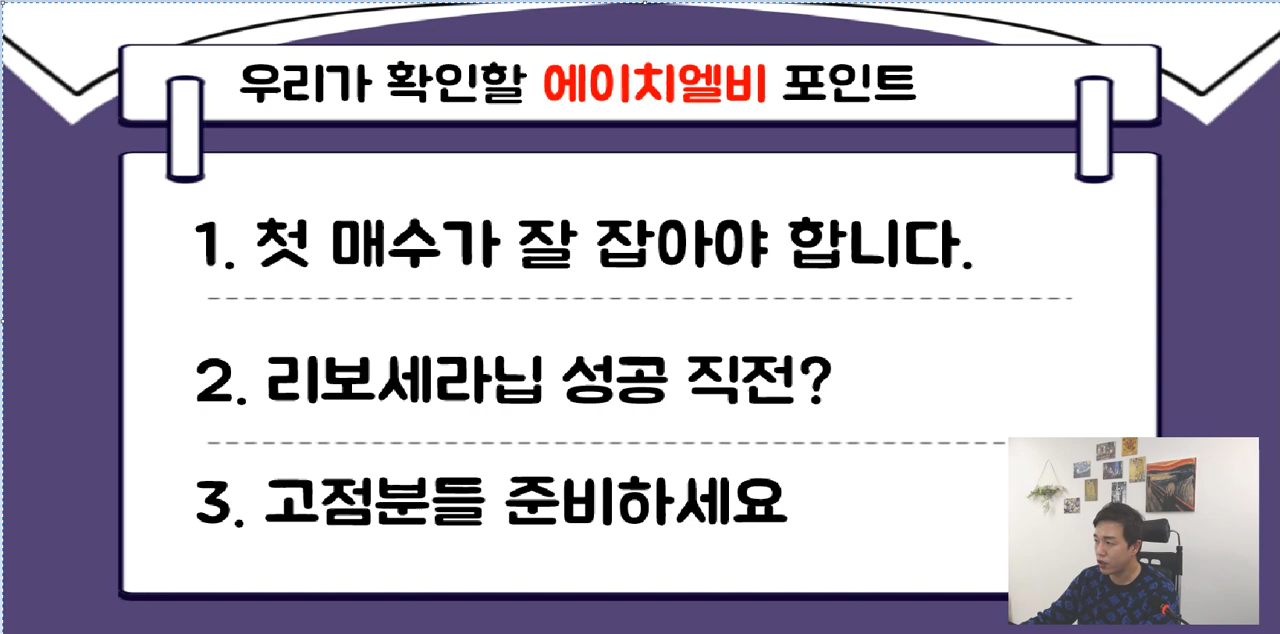 우리가 확인할 에이치엘비 포인트
1. 첫 매수가 잘 잡아야 합니다.
2. 리보세라닙 성공 직전?
3. 고점분들 준비하세요